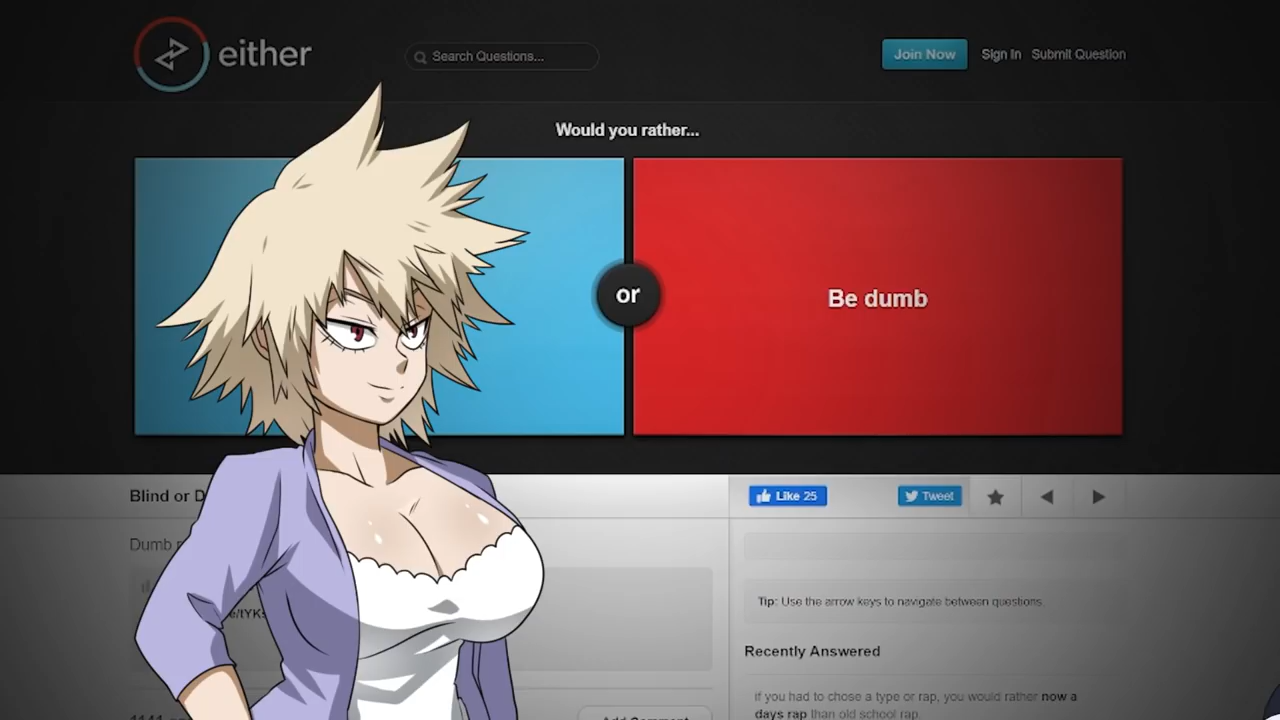 either
Search Questions...
Join Now
Sign In
Submit Question
Would you rather...
or
Be dumb
Blind or D
Like 25
Tweet
Dumb
Tip: Use the arrow keys to navigate between questions.
Recently Answered
if you had to chose a type or rap, you would rather now a
days rap than old school rap.
Add Comment